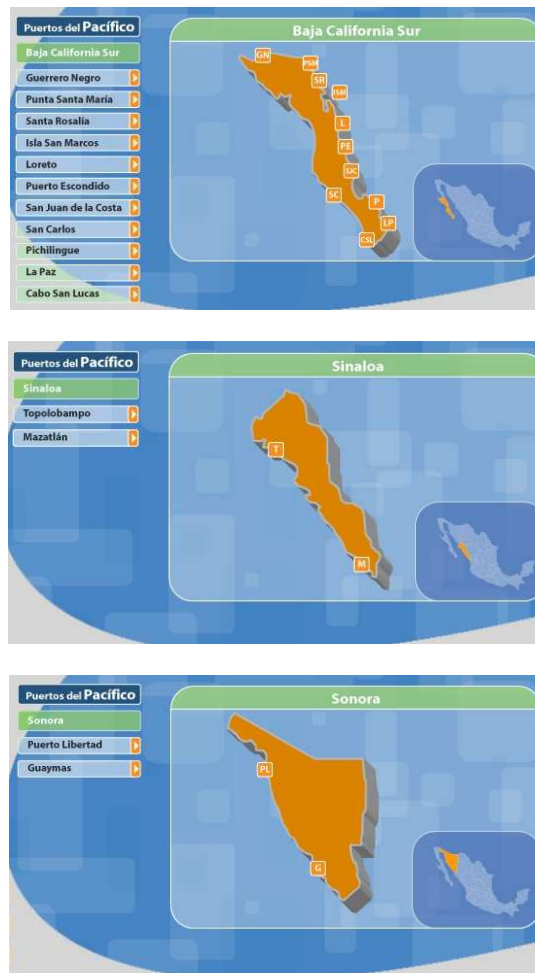 Puertos del Pacífico
Baja California Sur
Guerrero Negro
Punta Santa María
Santa Rosalía
Isla San Marcos
Loreto
Puerto Escondido
San Juan de la Costa
San Carlos
Pichilingue
La Paz
Cabo San Lucas
Baja California Sur
GN
PSM
SR
ISM
L
PE
SJC
SC
P
LP
CSL
Puertos del Pacífico
Sinaloa
Topolobampo
Mazatlán
Sinaloa
T
M
Puertos del Pacífico
Sonora
Puerto Libertad
Guaymas
Sonora
PL
G